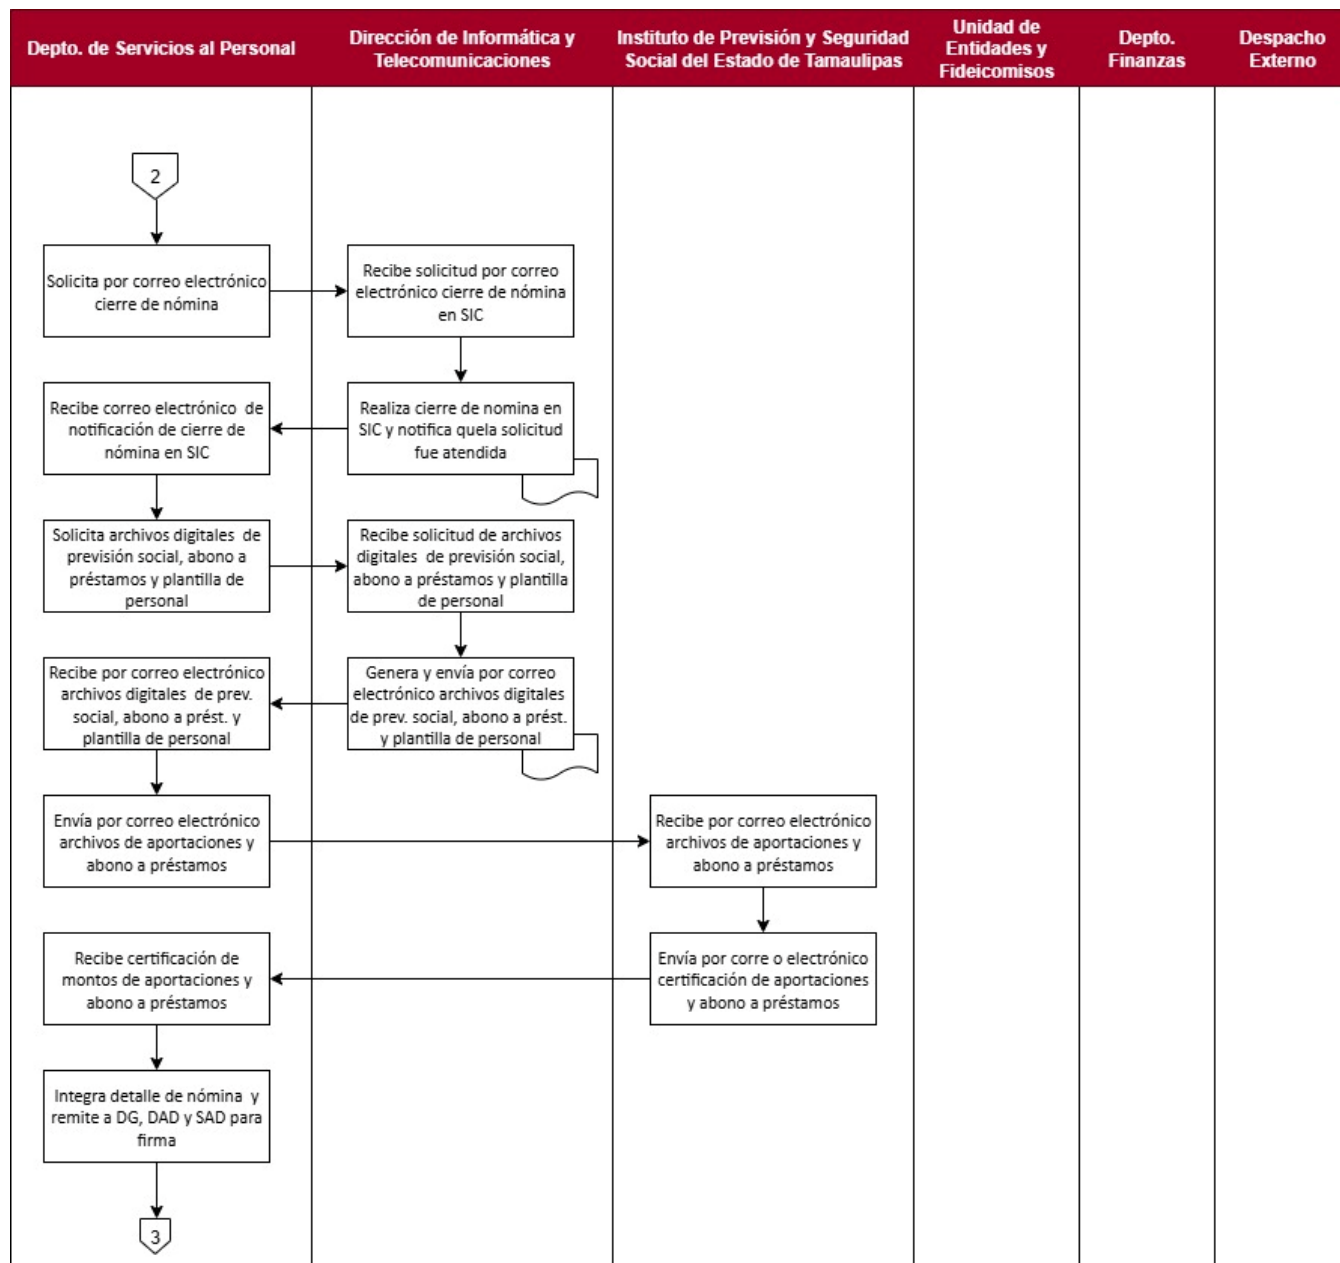 Depto. de Servicios al Personal
Dirección de Informática y
Telecomunicaciones
Instituto de Previsión y Seguridad
Social del Estado de Tamaulipas
Unidad de
Entidades y
Fideicomisos
Depto.
Finanzas
Despacho
Externo
2
Solicita por correo electrónico
cierre de nómina
Recibe solicitud por correo
electrónico cierre de nómina
en SIC
Recibe correo electrónico de
notificación de cierre de
nómina en SIC
Realiza cierre de nomina en
SIC y notifica quela solicitud
fue atendida
Solicita archivos digitales de
previsión social, abono a
préstamos y plantilla de
personal
Recibe solicitud de archivos
digitales de previsión social,
abono a préstamos y plantilla
de personal
Recibe por correo electrónico
archivos digitales de prev.
social, abono a prést. y
plantilla de personal
Genera y envía por correo
electrónico archivos digitales
de prev. social, abono a prést.
y plantilla de personal
Envía por correo electrónico
archivos de aportaciones y
abono a préstamos
Recibe por correo electrónico
archivos de aportaciones y
abono a préstamos
Recibe certificación de
montos de aportaciones y
abono a préstamos
Envía por corre o electrónico
certificación de aportaciones
y abono a préstamos
Integra detalle de nómina y
remite a DG, DAD y SAD para
firma
3